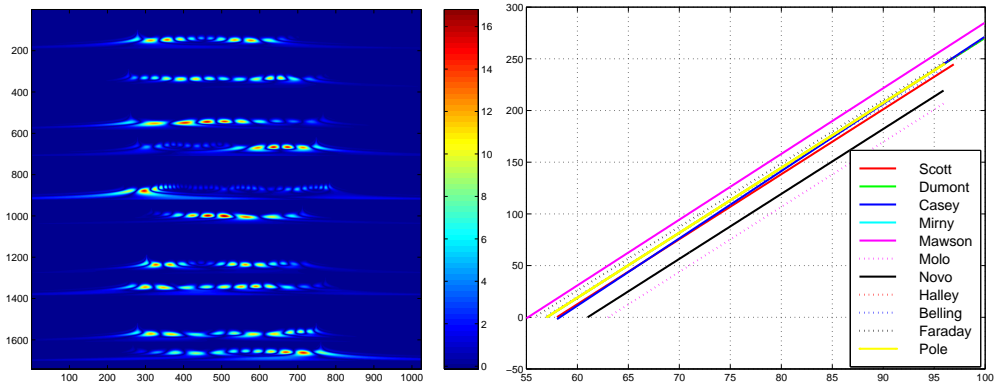 200
400
600
800
1000
1200
1400
1600
100 200 300 400 500 600 700 800 900 1000
16
14
12
10
8
6
4
2
0
300
250
200
150
100
50
0
−50
55 60 65 70 75 80 85 90 95 100
Scott
Dumont
Casey
Mirny
Mawson
Molo
Novo
Halley
Belling
Faraday
Pole